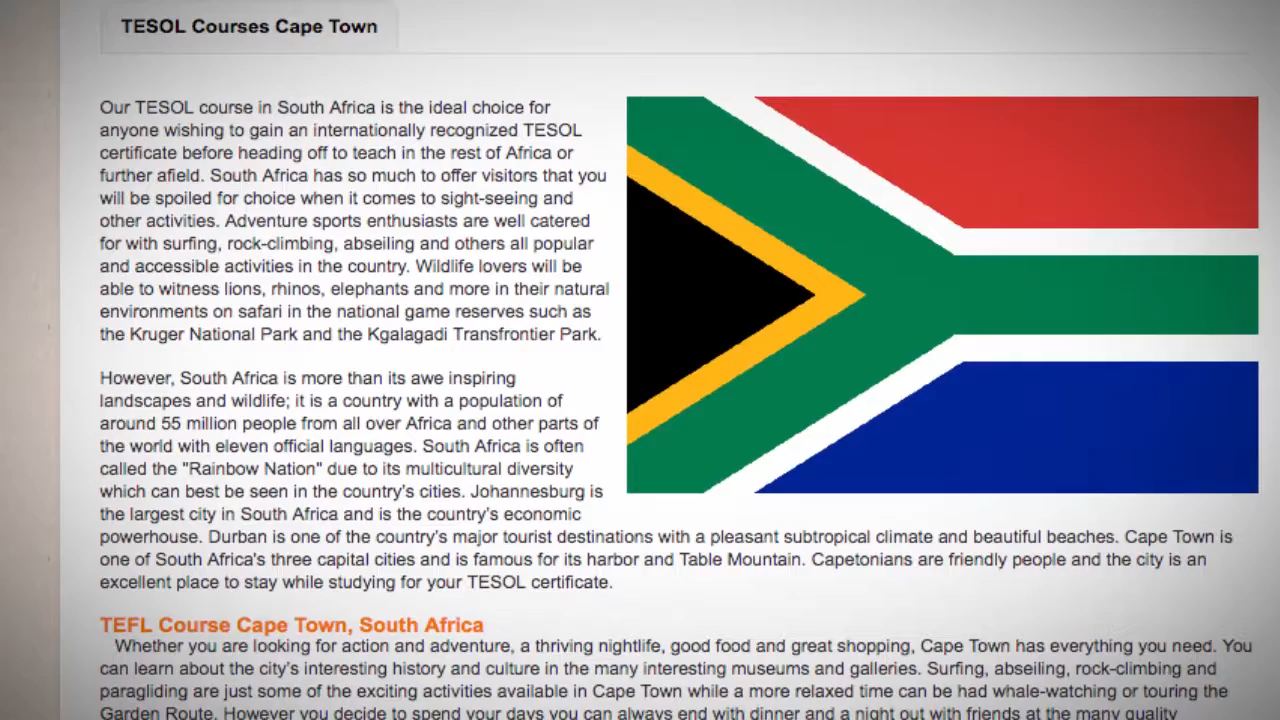 TESOL Courses Cape Town
Our TESOL course in South Africa is the ideal choice for
anyone wishing to gain an internationally recognized TESOL
certificate before heading off to teach in the rest of Africa or
further afield. South Africa has so much to offer visitors that you
will be spoiled for choice when it comes to sight-seeing and
other activities. Adventure sports enthusiasts are well catered
for with surfing, rock-climbing, abseiling and others all popular
and accessible activities in the country. Wildlife lovers will be
able to witness lions, rhinos, elephants and more in their natural
environments on safari in the national game reserves such as
the Kruger National Park and the Kgalagadi Transfrontier Park.
However, South Africa is more than its awe inspiring
landscapes and wildlife; it is a country with a population of
around 55 million people from all over Africa and other parts of
the world with eleven official languages. South Africa is often
called the "Rainbow Nation" due to its multicultural diversity
which can best be seen in the country's cities. Johannesburg is
the largest city in South Africa and is the country's economic
powerhouse. Durban is one of the country's major tourist destinations with a pleasant subtropical climate and beautiful beaches. Cape Town is
one of South Africa's three capital cities and is famous for its harbor and Table Mountain. Capetonians are friendly people and the city is an
excellent place to stay while studying for your TESOL certificate.
TEFL Course Cape Town, South Africa
Whether you are looking for action and adventure, a thriving nightlife, good food and great shopping, Cape Town has everything you need. You
can learn about the city's interesting history and culture in the many interesting museums and galleries. Surfing, abseiling, rock-climbing and
paragliding are just some of the exciting activities available in Cape Town while a more relaxed time can be had whale-watching or touring the
Garden Route. However you decide to spend your days you can always end with dinner and a night out with friends at the many quality